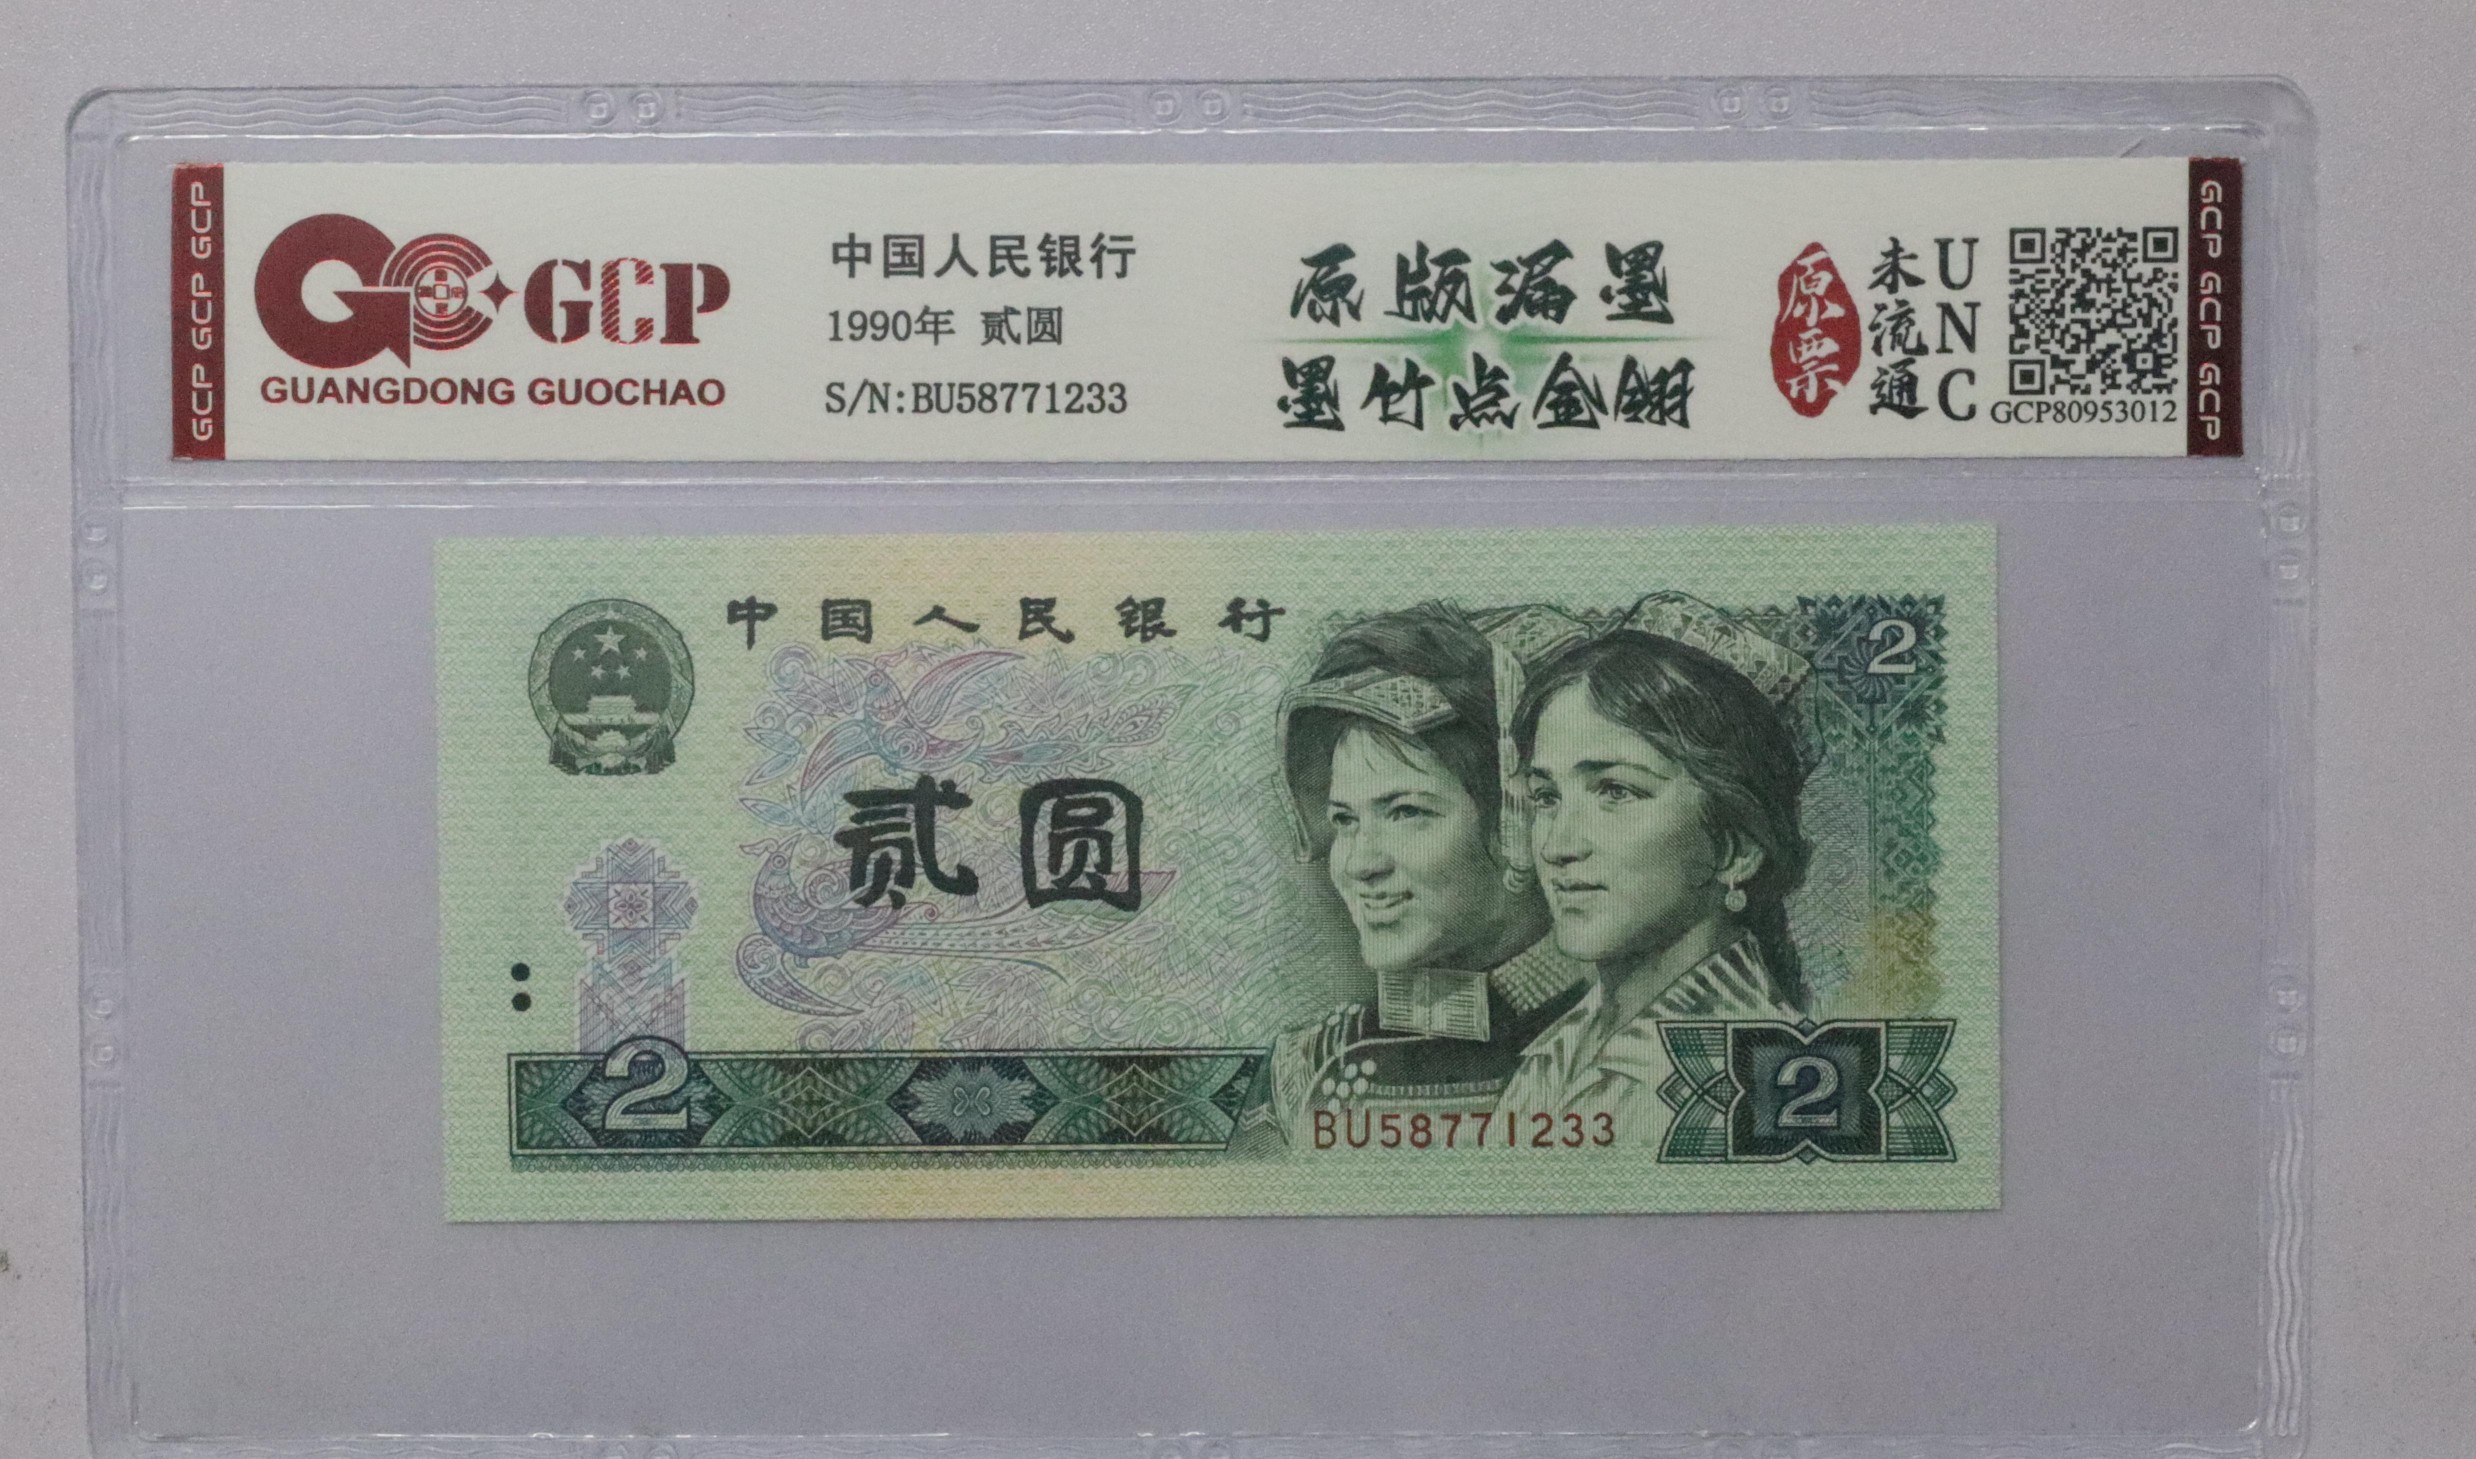 GCP GCP GCP
GCP
GUANGDONG GUOCHAO
中国人民银行
1990年 贰圆
S/N:BU58771233
原版漏墨
墨竹点金翎
原票
未流通
UNC
GCP80953012
GCP GCP GCP
中国人民银行
2
贰圆
2
BU58771233
2